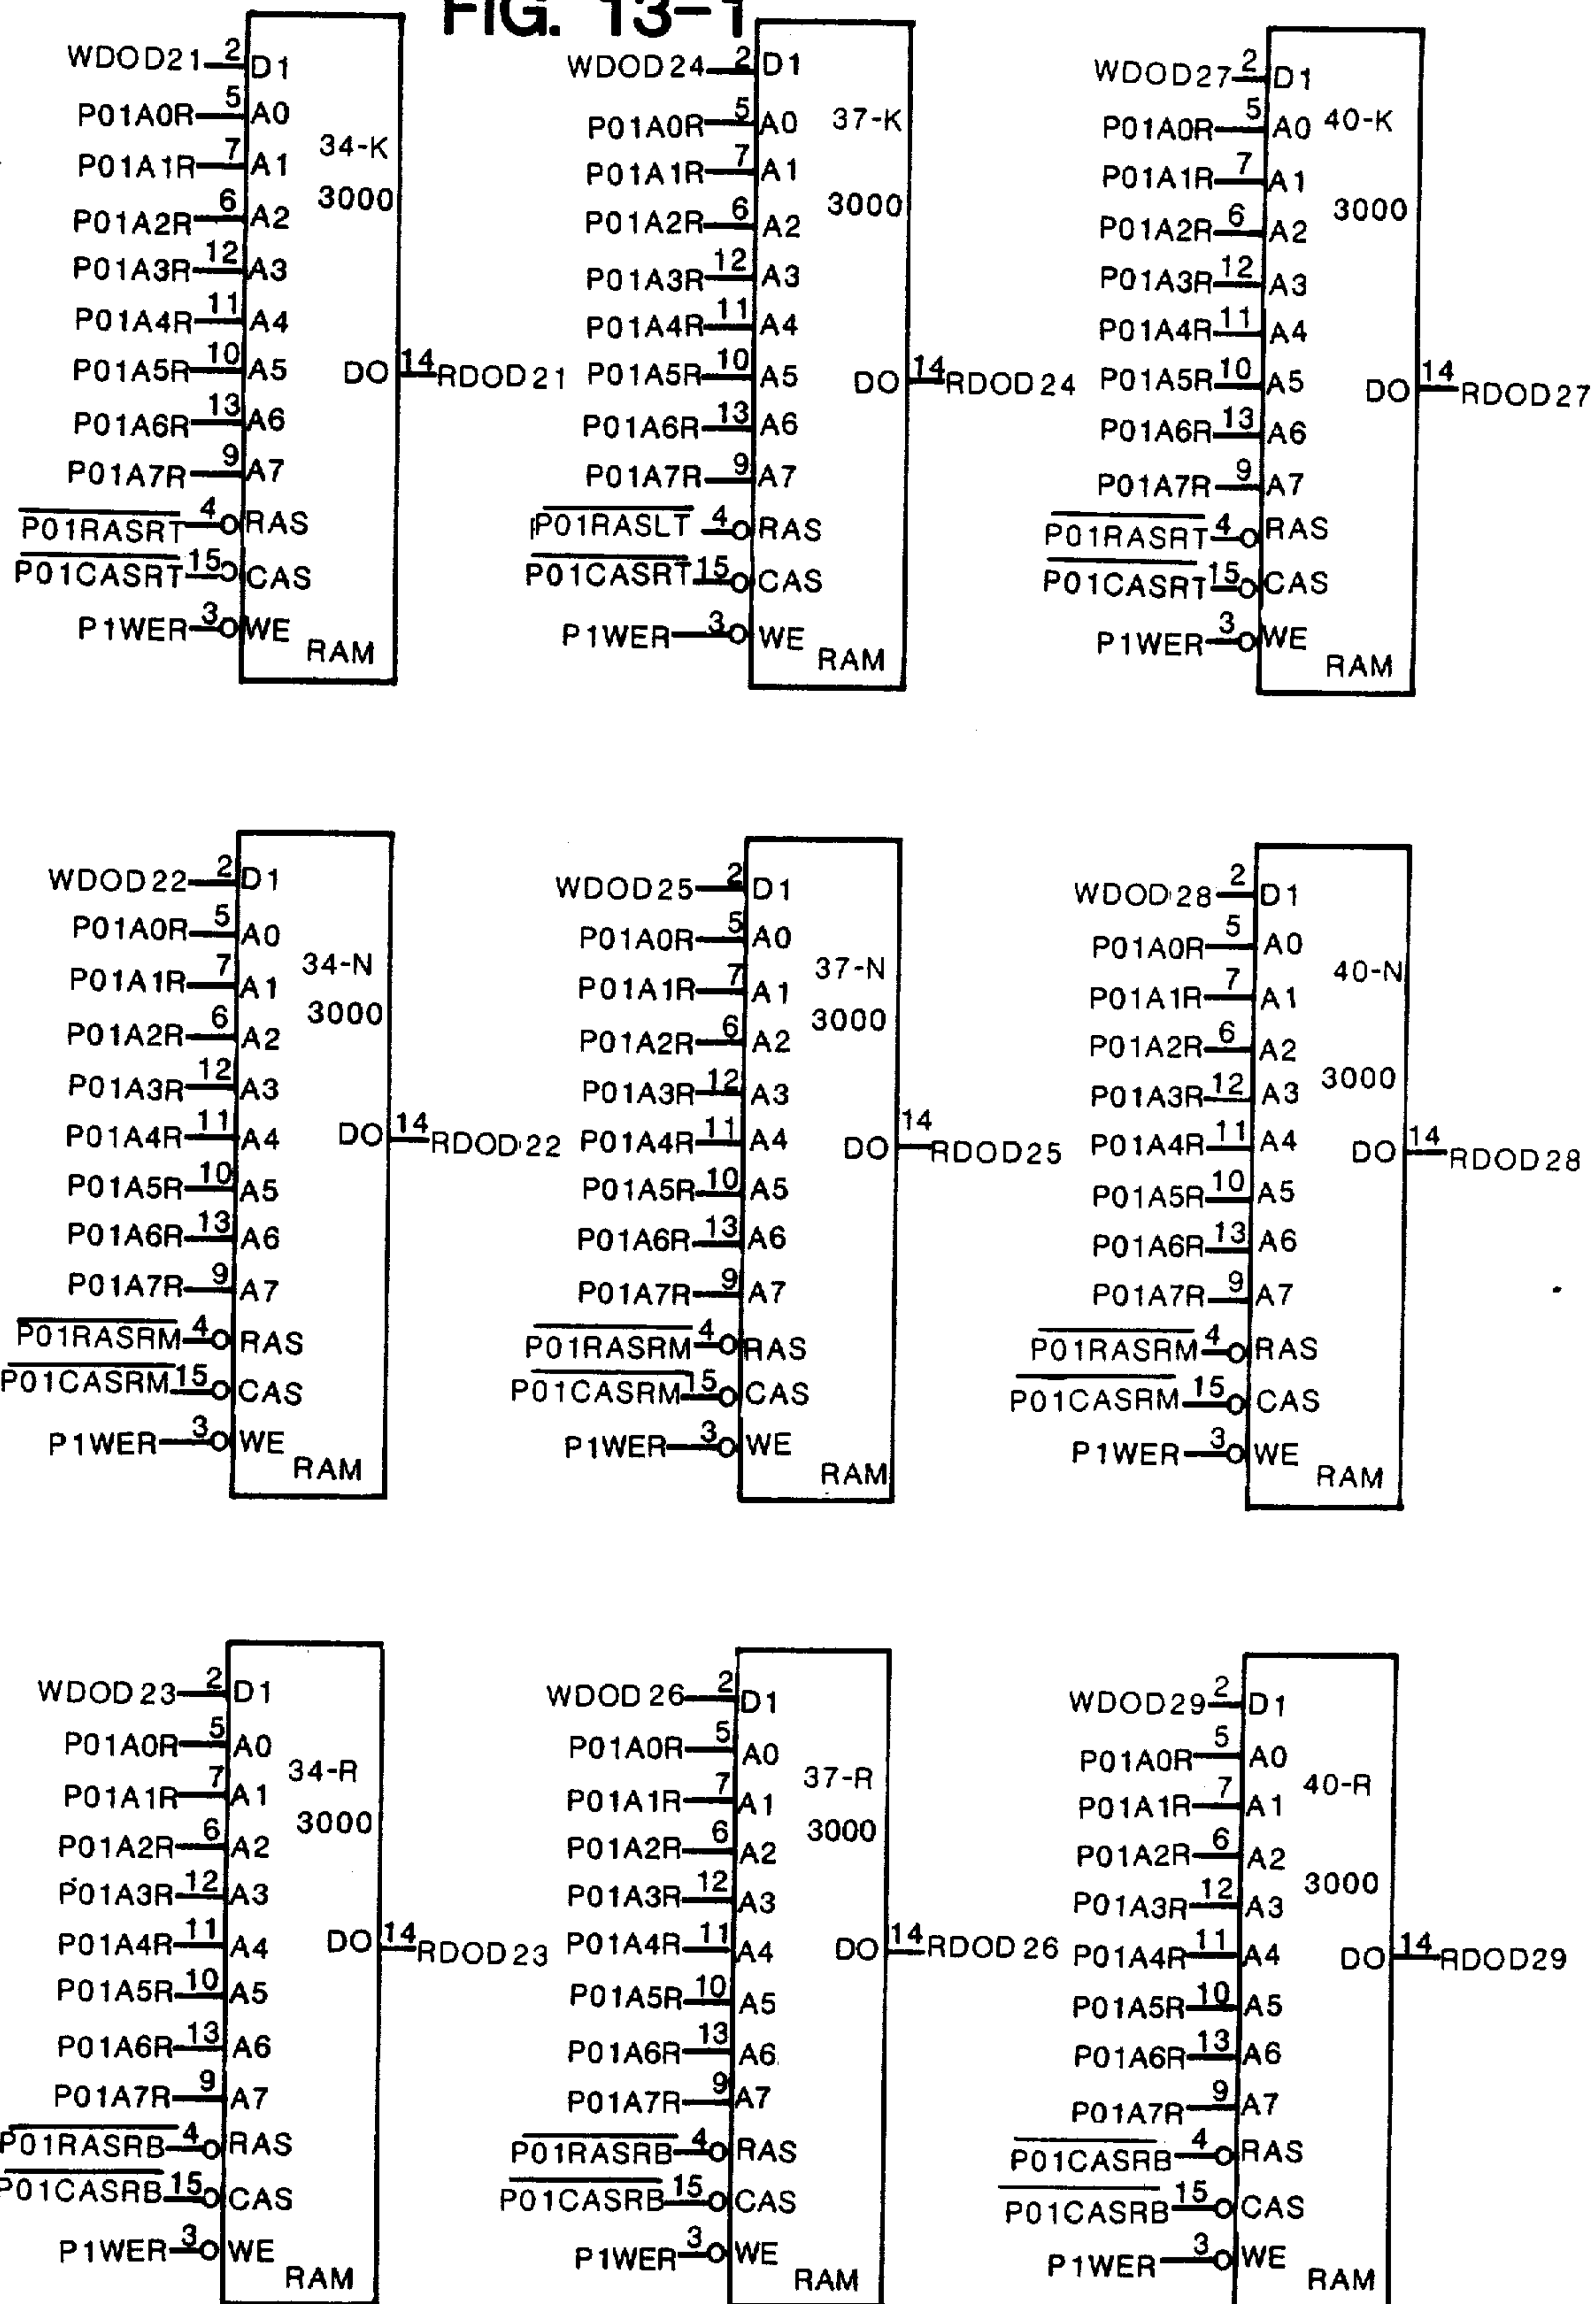 FIG. 13-1
WDOD21 2 D1
P01A0R 5 A0
34-K
P01A1R 7 A1
3000
P01A2R 6 A2
P01A3R 12 A3
P01A4R 11 A4
P01A5R 10 A5
DO 14 RDOD21
P01A6R 13 A6
P01A7R 9 A7
P01RASRT 4 RAS
P01CASRT 15 CAS
P1WER 3 WE
RAM
WDOD24 2 D1
P01A0R 5 A0
37-K
P01A1R 7 A1
3000
P01A2R 6 A2
P01A3R 12 A3
P01A4R 11 A4
P01A5R 10 A5
DO 14 RDOD24
P01A6R 13 A6
P01A7R 9 A7
P01RASLT 4 RAS
P01CASRT 15 CAS
P1WER 3 WE
RAM
WDOD27 2 D1
P01A0R 5 A0
40-K
P01A1R 7 A1
3000
P01A2R 6 A2
P01A3R 12 A3
P01A4R 11 A4
P01A5R 10 A5
DO 14 RDOD27
P01A6R 13 A6
P01A7R 9 A7
P01RASRT 4 RAS
P01CASRT 15 CAS
P1WER 3 WE
RAM
WDOD22 2 D1
P01A0R 5 A0
34-N
P01A1R 7 A1
3000
P01A2R 6 A2
P01A3R 12 A3
P01A4R 11 A4
DO 14 RDOD22
P01A5R 10 A5
P01A6R 13 A6
P01A7R 9 A7
P01RASRM 4 RAS
P01CASRM 15 CAS
P1WER 3 WE
RAM
WDOD25 2 D1
P01A0R 5 A0
37-N
P01A1R 7 A1
3000
P01A2R 6 A2
P01A3R 12 A3
P01A4R 11 A4
DO 14 RDOD25
P01A5R 10 A5
P01A6R 13 A6
P01A7R 9 A7
P01RASRM 4 RAS
P01CASRM 15 CAS
P1WER 3 WE
RAM
WDOD28 2 D1
P01A0R 5 A0
40-N
P01A1R 7 A1
P01A2R 6 A2
3000
P01A3R 12 A3
P01A4R 11 A4
DO 14 RDOD28
P01A5R 10 A5
P01A6R 13 A6
P01A7R 9 A7
P01RASRM 4 RAS
P01CASRM 15 CAS
P1WER 3 WE
RAM
WDOD23 2 D1
P01A0R 5 A0
34-R
P01A1R 7 A1
3000
P01A2R 6 A2
P01A3R 12 A3
P01A4R 11 A4
DO 14 RDOD23
P01A5R 10 A5
P01A6R 13 A6
P01A7R 9 A7
P01RASRB 4 RAS
P01CASRB 15 CAS
P1WER 3 WE
RAM
WDOD26 2 D1
P01A0R 5 A0
37-R
P01A1R 7 A1
3000
P01A2R 6 A2
P01A3R 12 A3
P01A4R 11 A4
DO 14 RDOD26
P01A5R 10 A5
P01A6R 13 A6
P01A7R 9 A7
P01RASRB 4 RAS
P01CASRB 15 CAS
P1WER 3 WE
RAM
WDOD29 2 D1
P01A0R 5 A0
40-R
P01A1R 7 A1
P01A2R 6 A2
3000
P01A3R 12 A3
P01A4R 11 A4
DO 14 RDOD29
P01A5R 10 A5
P01A6R 13 A6
P01A7R 9 A7
P01CASRB 4 RAS
P01CASRB 15 CAS
P1WER 3 WE
RAM